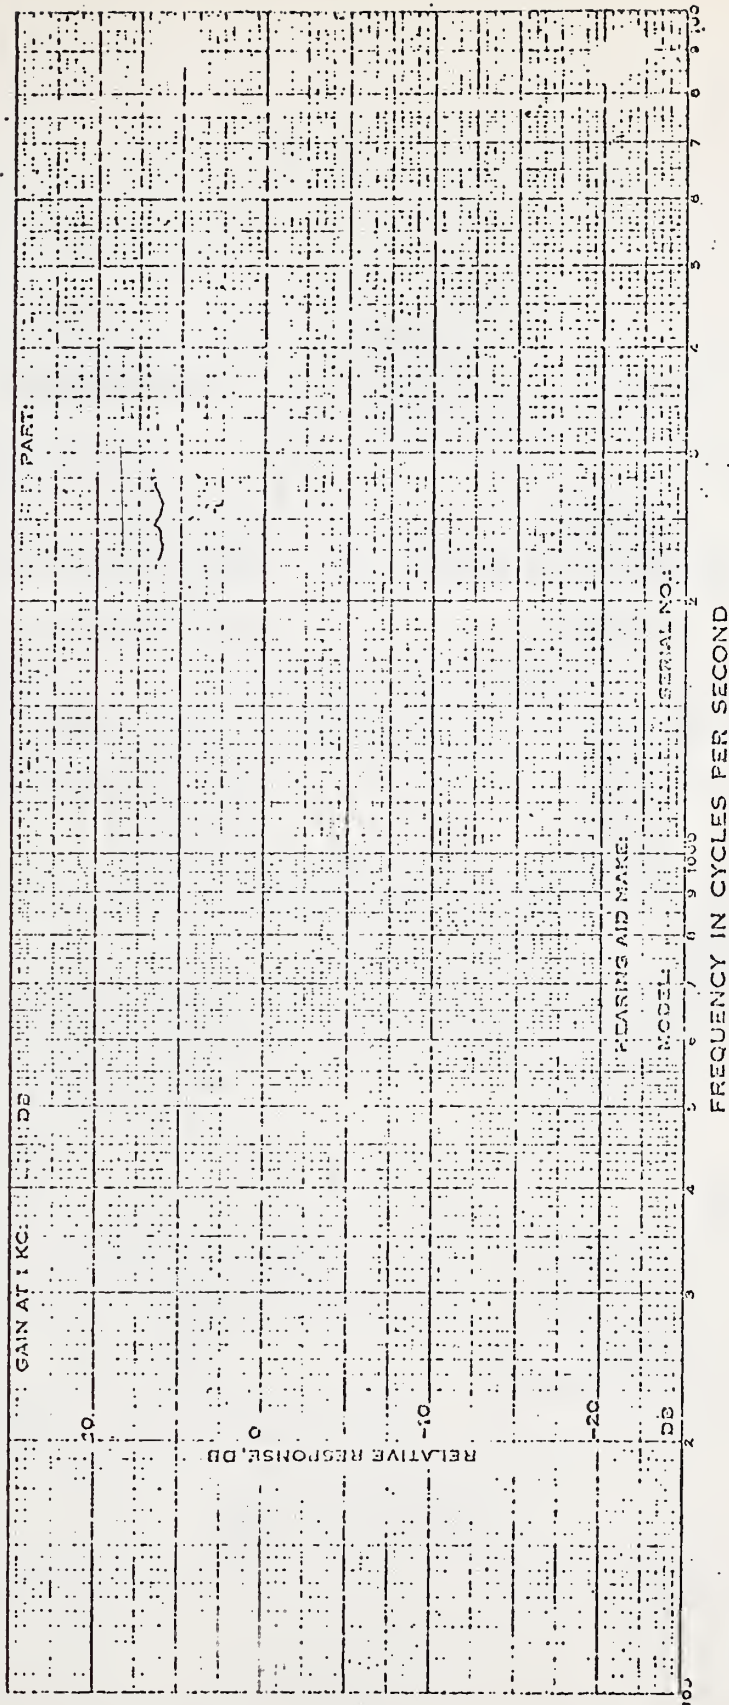 GAIN AT 1 KC: DB
PART:
10
0
-10
-20
DB
RELATIVE RESPONSE, DB
HEARING AID MAKE:
MODEL: SERIAL NO.:
100 2 3 4 5 6 7 8 9 1000 2 3 4 5 6 7 8 9
FREQUENCY IN CYCLES PER SECOND